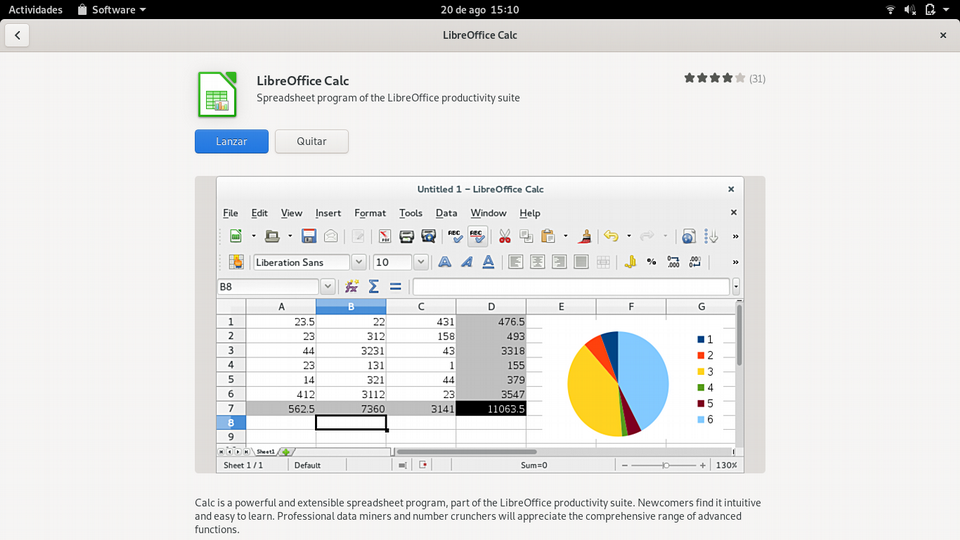 Actividades Software 20 de ago 15:10
LibreOffice Calc
LibreOffice Calc
(31)
Spreadsheet program of the LibreOffice productivity suite
Lanzar Quitar
Untitled 1 – LibreOffice Calc
File Edit View Insert Format Tools Data Window Help
ABC ABC
Liberation Sans 10
B8
A B C D E F G
1 23.5 22 431 476.5
2 23 312 158 493
3 44 3231 43 3318
4 23 131 1 155
5 14 321 44 379
6 412 3112 23 3547
7 562.5 7360 3141 11063.5
8
9
1
2
3
4
5
6
Sheet1
Sheet 1 / 1 Default Sum=0 130%
Calc is a powerful and extensible spreadsheet program, part of the LibreOffice productivity suite. Newcomers find it intuitive
and easy to learn. Professional data miners and number crunchers will appreciate the comprehensive range of advanced
functions.